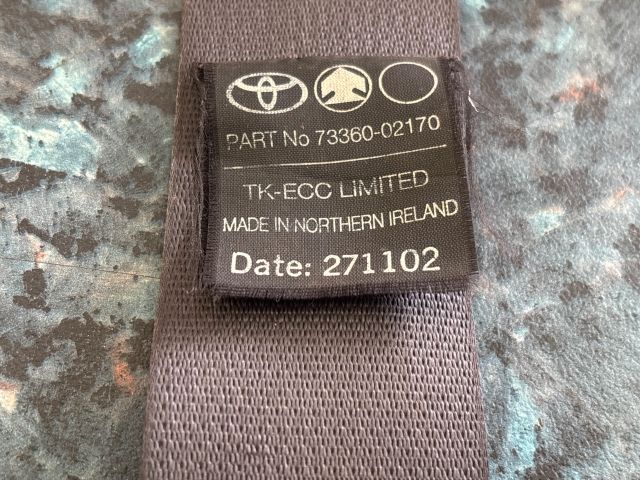 PART No 73360-02170
TK-ECC LIMITED
MADE IN NORTHERN IRELAND
Date: 271102